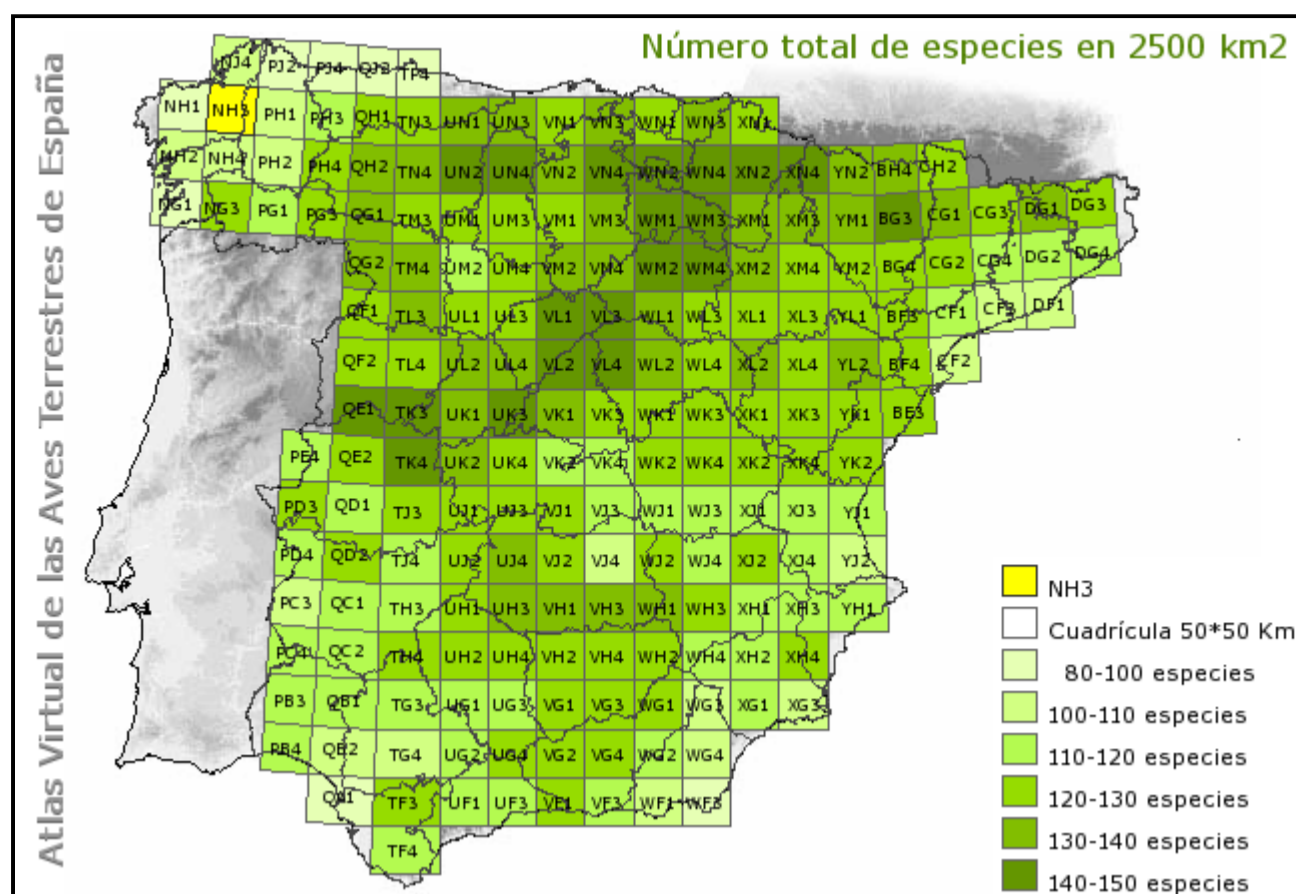 Número total de especies en 2500 km2
Atlas Virtual de las Aves Terrestres de España
NJ4 PJ2 PJ4 QJ2 TP4
NH1 NH3 PH1 PH3 QH1 TN3 UN1 UN3 VN1 VN3 WN1 WN3 XN1
NH2 NH4 PH2 PH4 QH2 TN4 UN2 UN4 VN2 VN4 WN2 WN4 XN2 XN4 YN2 BH4 CH2
NG1 NG3 PG1 PG3 QG1 TM3 UM1 UM3 VM1 VM3 WM1 WM3 XM1 XM3 YM1 BG3 CG1 CG3 DG1 DG3
QG2 TM4 UM2 UM4 VM2 VM4 WM2 WM4 XM2 XM4 YM2 BG4 CG2 CG4 DG2 DG4
QF1 TL3 UL1 UL3 VL1 VL3 WL1 WL3 XL1 XL3 YL1 BF3 CF1 CF3 DF1
QF2 TL4 UL2 UL4 VL2 VL4 WL2 WL4 XL2 XL4 YL2 BF4 CF2
QE1 TK3 UK1 UK3 VK1 VK3 WK1 WK3 XK1 XK3 YK1 BE3
PE4 QE2 TK4 UK2 UK4 VK2 VK4 WK2 WK4 XK2 XK4 YK2
PD3 QD1 TJ3 UJ1 UJ3 VJ1 VJ3 WJ1 WJ3 XJ1 XJ3 YJ1
PD4 QD2 TJ4 UJ2 UJ4 VJ2 VJ4 WJ2 WJ4 XJ2 XJ4 YJ2
PC3 QC1 TH3 UH1 UH3 VH1 VH3 WH1 WH3 XH1 XH3 YH1
PC4 QC2 TH4 UH2 UH4 VH2 VH4 WH2 WH4 XH2 XH4
PB3 QB1 TG3 UG1 UG3 VG1 VG3 WG1 WG3 XG1 XG3
PB4 QB2 TG4 UG2 UG4 VG2 VG4 WG2 WG4
QA1 TF3 UF1 UF3 VF1 VF3 WF1 WF3
TF4
NH3
Cuadrícula 50*50 Km
80-100 especies
100-110 especies
110-120 especies
120-130 especies
130-140 especies
140-150 especies